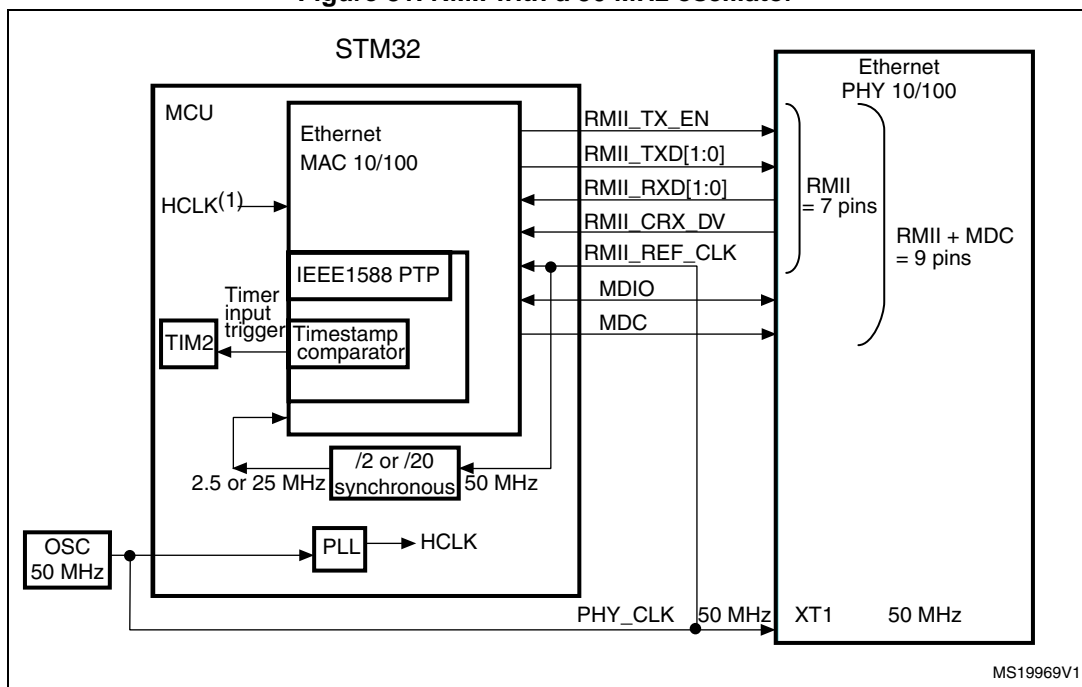 STM32
MCU
Ethernet
MAC 10/100
HCLK(1)
IEEE1588 PTP
Timer
input
trigger
TIM2
Timestamp
comparator
/2 or /20
synchronous
2.5 or 25 MHz
50 MHz
OSC
50 MHz
PLL
HCLK
RMII_TX_EN
RMII_TXD[1:0]
RMII_RXD[1:0]
RMII_CRX_DV
RMII_REF_CLK
MDIO
MDC
PHY_CLK 50 MHz
Ethernet
PHY 10/100
RMII
= 7 pins
RMII + MDC
= 9 pins
XT1 50 MHz
MS19969V1